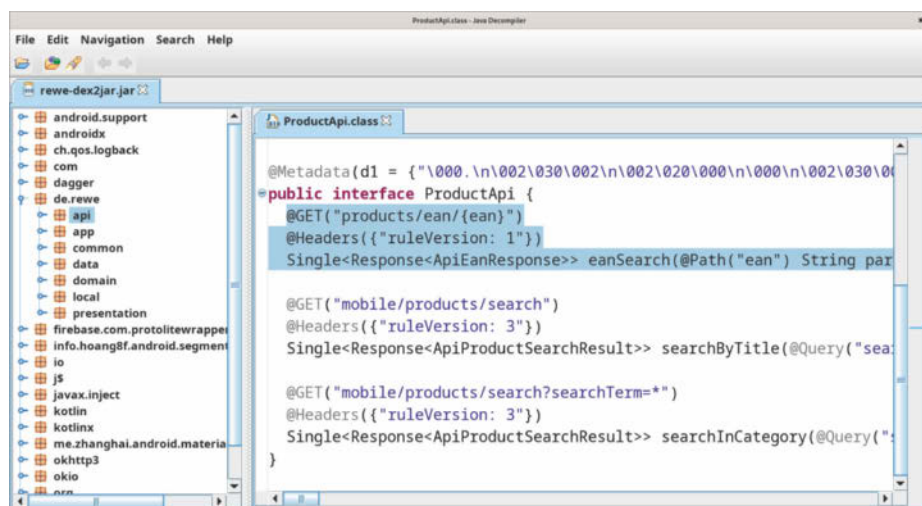 ProductApi.class - Java Decompiler
File Edit Navigation Search Help
rewe-dex2jar.jar
android.support
androidx
ch.qos.logback
com
dagger
de.rewe
api
app
common
data
domain
local
presentation
firebase.com.protolitewrapper
info.hoang8f.android.segment
io
j$
javax.inject
kotlin
kotlinx
me.zhanghai.android.materia
okhttp3
okio
org
ProductApi.class
@Metadata(d1 = {"\000.\n\002\030\002\n\002\020\000\n\000\n\002\030\00
public interface ProductApi {
@GET("products/ean/{ean}")
@Headers({"ruleVersion: 1"})
Single<Response<ApiEanResponse>> eanSearch(@Path("ean") String par
@GET("mobile/products/search")
@Headers({"ruleVersion: 3"})
Single<Response<ApiProductSearchResult>> searchByTitle(@Query("sea
@GET("mobile/products/search?searchTerm=*")
@Headers({"ruleVersion: 3"})
Single<Response<ApiProductSearchResult>> searchInCategory(@Query("s
}